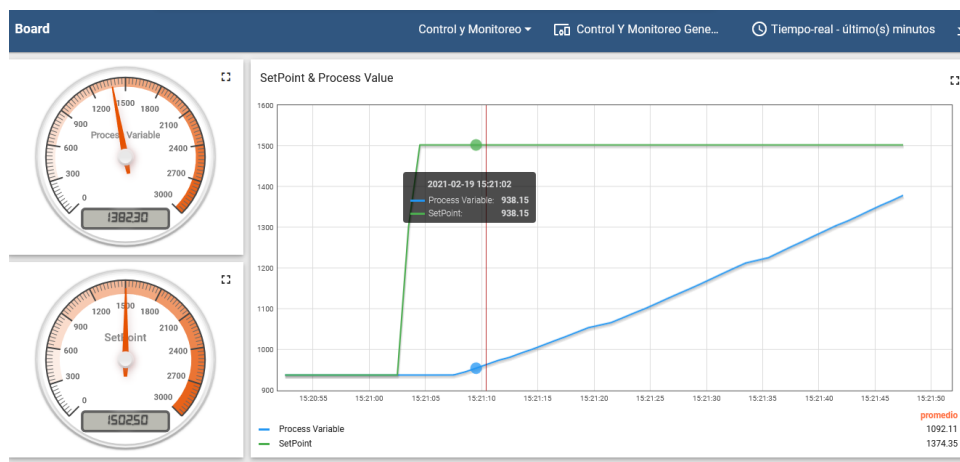 Board
Control y Monitoreo
Control Y Monitoreo Gene...
Tiempo-real - último(s) minutos
0
300
600
900
1200
1500
1800
2100
2400
2700
3000
Process Variable
1382.30
0
300
600
900
1200
1500
1800
2100
2400
2700
3000
SetPoint
1502.50
SetPoint & Process Value
1600
1500
1400
1300
1200
1100
1000
900
2021-02-19 15:21:02
Process Variable: 938.15
SetPoint: 938.15
15:20:55 15:21:00 15:21:05 15:21:10 15:21:15 15:21:20 15:21:25 15:21:30 15:21:35 15:21:40 15:21:45 15:21:50
promedio
Process Variable 1092.11
SetPoint 1374.35